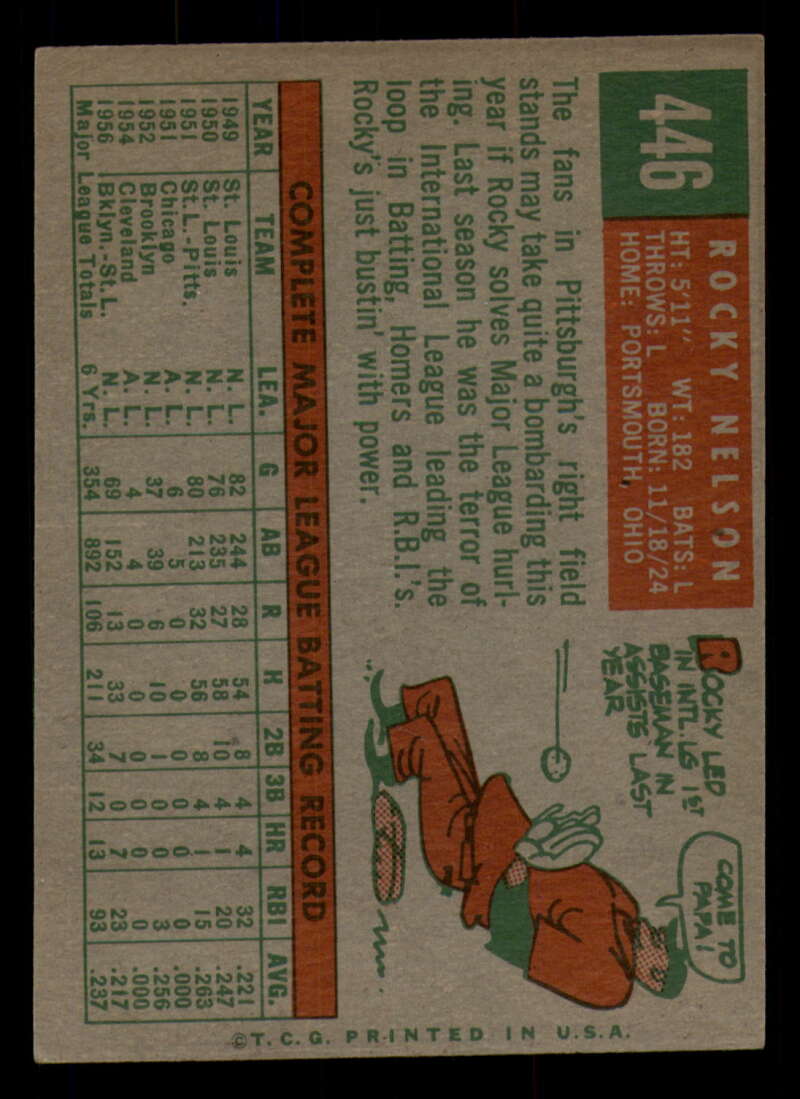 446
ROCKY NELSON
HT: 5'11" WT: 182 BATS: L
THROWS: L BORN: 11/18/24
HOME: PORTSMOUTH, OHIO
The fans in Pittsburgh's right field
stands may take quite a bombarding this
year if Rocky solves Major League hurl-
ing. Last season he was the terror of
the International League leading the
loop in Batting, Homers and R.B.I.'s.
Rocky's just bustin' with power.
ROCKY LED
IN INTL. LG 1ST
BASEMAN IN
ASSISTS LAST
YEAR
COME TO
PAPA!
COMPLETE MAJOR LEAGUE BATTING RECORD
YEAR TEAM LEA. G AB R H 2B 3B HR RBI AVG.
1949 St. Louis N. L. 82 244 28 54 8 4 4 32 .221
1950 St. Louis N. L. 76 235 27 58 10 4 1 20 .247
1951 St.L.-Pitts. N. L. 80 213 32 56 8 4 1 15 .263
1951 Chicago A. L. 6 5 0 0 0 0 0 0 .000
1952 Brooklyn N. L. 37 39 6 10 1 0 0 3 .256
1954 Cleveland A. L. 4 4 0 0 0 0 0 0 .000
1956 Bklyn.-St.L. N. L. 69 152 13 33 7 0 7 23 .217
Major League Totals 6 Yrs. 354 892 106 211 34 12 13 93 .237
©T.C.G. PRINTED IN U.S.A.